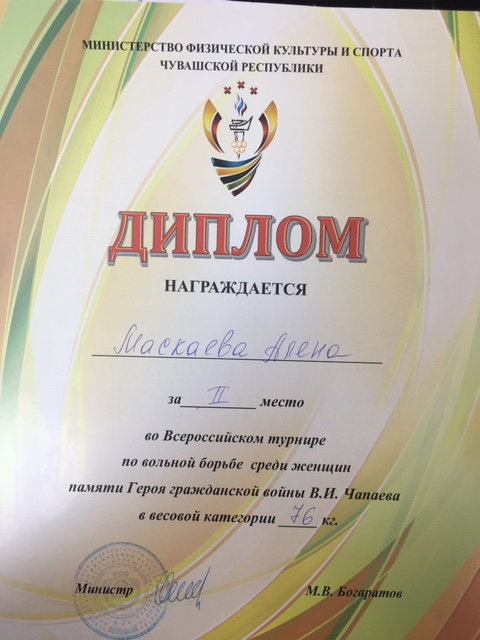 МИНИСТЕРСТВО ФИЗИЧЕСКОЙ КУЛЬТУРЫ И СПОРТА
ЧУВАШСКОЙ РЕСПУБЛИКИ
ДИПЛОМ
НАГРАЖДАЕТСЯ
Маскаева Алена
за II место
во Всероссийском турнире
по вольной борьбе среди женщин
памяти Героя гражданской войны В.И. Чапаева
в весовой категории 76 кг.
Министр М.В. Богаратов